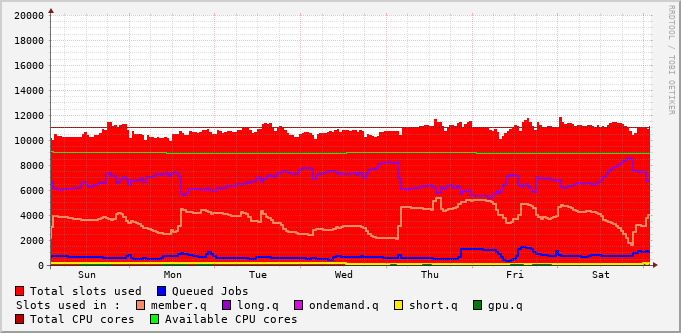 20000
18000
16000
14000
12000
10000
8000
6000
4000
2000
0
Sun Mon Tue Wed Thu Fri Sat
RRDTOOL / TOBI OETIKER
Total slots used Queued Jobs
Slots used in : member.q long.q ondemand.q short.q gpu.q
Total CPU cores Available CPU cores